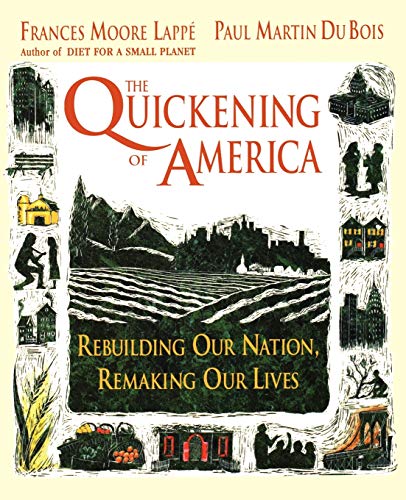 FRANCES MOORE LAPPÉ PAUL MARTIN DU BOIS
Author of DIET FOR A SMALL PLANET
THE
QUICKENING
OF AMERICA
REBUILDING OUR NATION,
REMAKING OUR LIVES